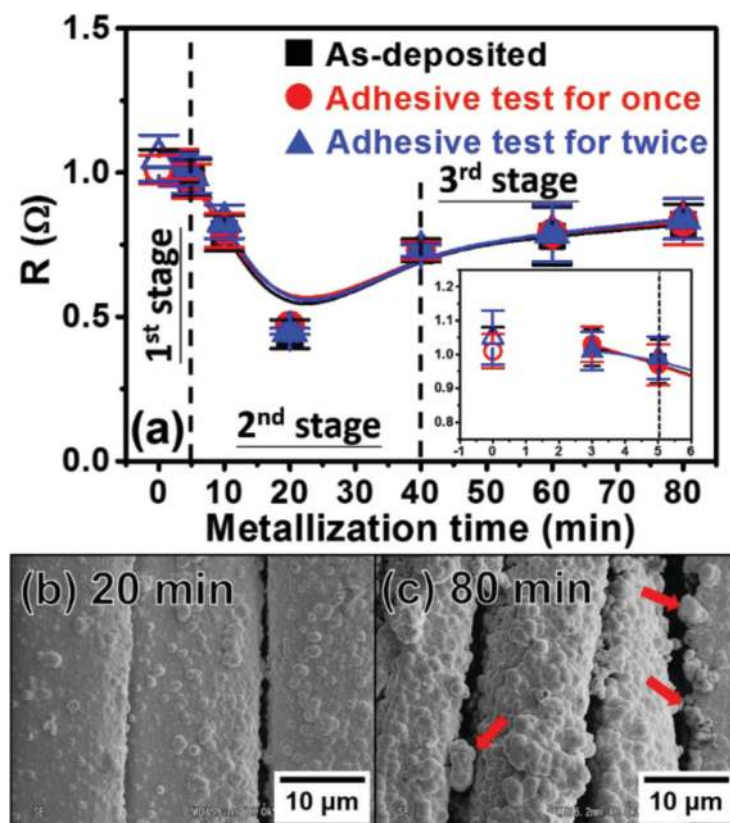 1.5
As-deposited
Adhesive test for once
Adhesive test for twice
1.0
3rd stage
R (Ω)
1st stage
0.5
1.1
1.0
0.9
0.8
-1 0 1 2 3 4 5 6
(a)
2nd stage
0.0
0 10 20 30 40 50 60 70 80
Metallization time (min)
(b) 20 min
(c) 80 min
10 μm
10 μm
SE
SE